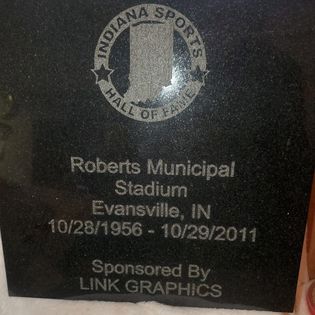 INDIANA SPORTS
HALL OF FAME
Roberts Municipal
Stadium
Evansville, IN
10/28/1956 - 10/29/2011
Sponsored By
LINK GRAPHICS